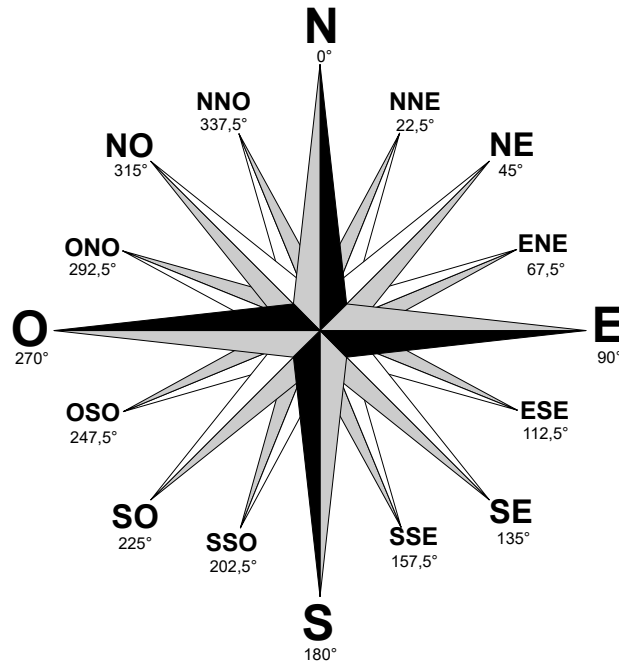 N
0°
NNO
337,5°
NNE
22,5°
NO
315°
NE
45°
ONO
292,5°
ENE
67,5°
O
270°
E
90°
OSO
247,5°
ESE
112,5°
SO
225°
SE
135°
SSO
202,5°
SSE
157,5°
S
180°